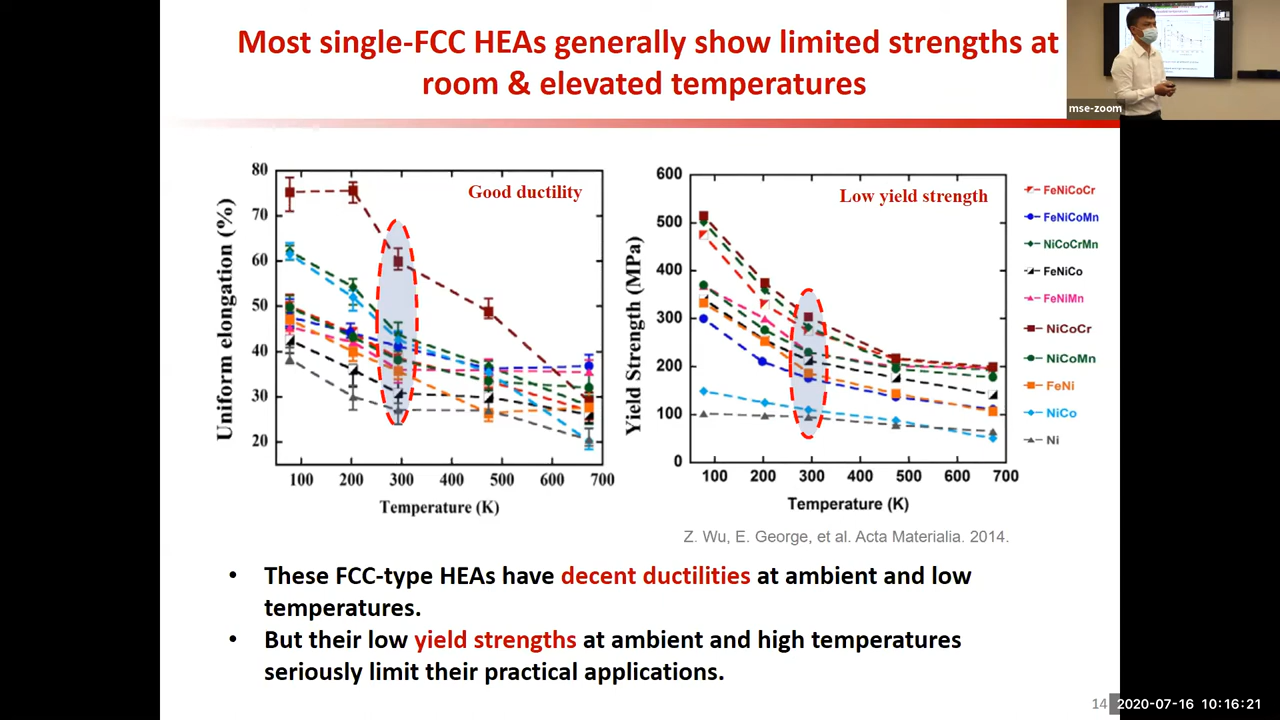 Most single-FCC HEAs generally show limited strengths at
room & elevated temperatures
mse-zoom
Good ductility
Uniform elongation (%)
80
70
60
50
40
30
20
100 200 300 400 500 600 700
Temperature (K)
Low yield strength
Yield Strength (MPa)
600
500
400
300
200
100
0
100 200 300 400 500 600 700
Temperature (K)
FeNiCoCr
FeNiCoMn
NiCoCrMn
FeNiCo
FeNiMn
NiCoCr
NiCoMn
FeNi
NiCo
Ni
Z. Wu, E. George, et al. Acta Materialia. 2014.
• These FCC-type HEAs have decent ductilities at ambient and low
temperatures.
• But their low yield strengths at ambient and high temperatures
seriously limit their practical applications.
14
2020-07-16 10:16:21